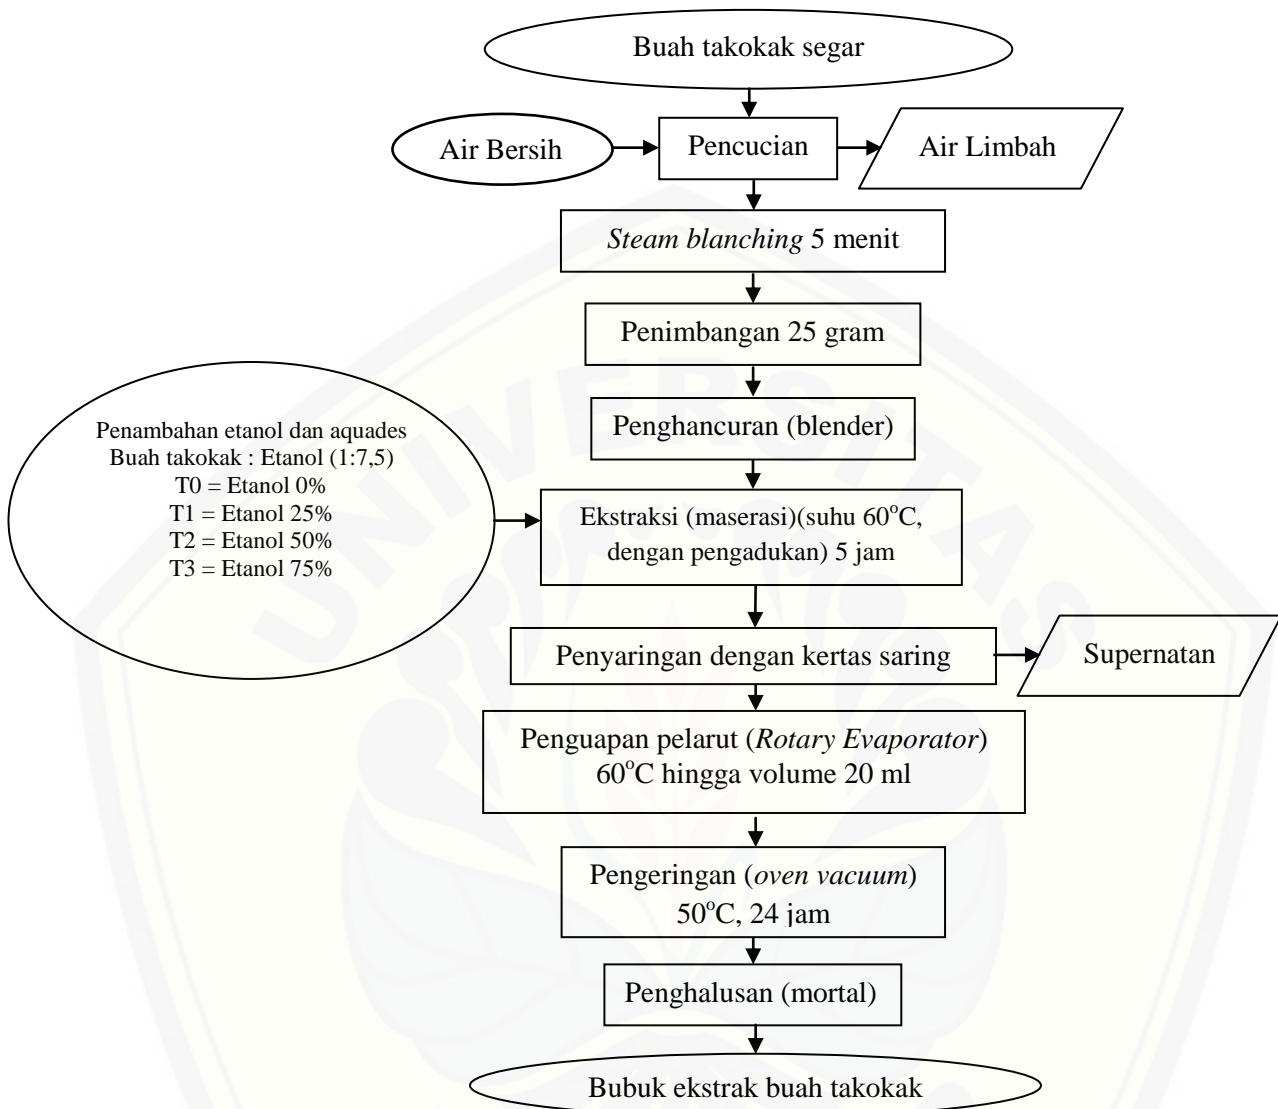 Buah takokak segar
Air Bersih
Pencucian
Air Limbah
Steam blanching 5 menit
Penimbangan 25 gram
Penghancuran (blender)
Penambahan etanol dan aquades
Buah takokak : Etanol (1:7,5)
T0 = Etanol 0%
T1 = Etanol 25%
T2 = Etanol 50%
T3 = Etanol 75%
Ekstraksi (maserasi)(suhu 60°C,
dengan pengadukan) 5 jam
Penyaringan dengan kertas saring
Supernatan
Penguapan pelarut (Rotary Evaporator)
60°C hingga volume 20 ml
Pengeringan (oven vacuum)
50°C, 24 jam
Penghalusan (mortal)
Bubuk ekstrak buah takokak
UNIVERSITAS